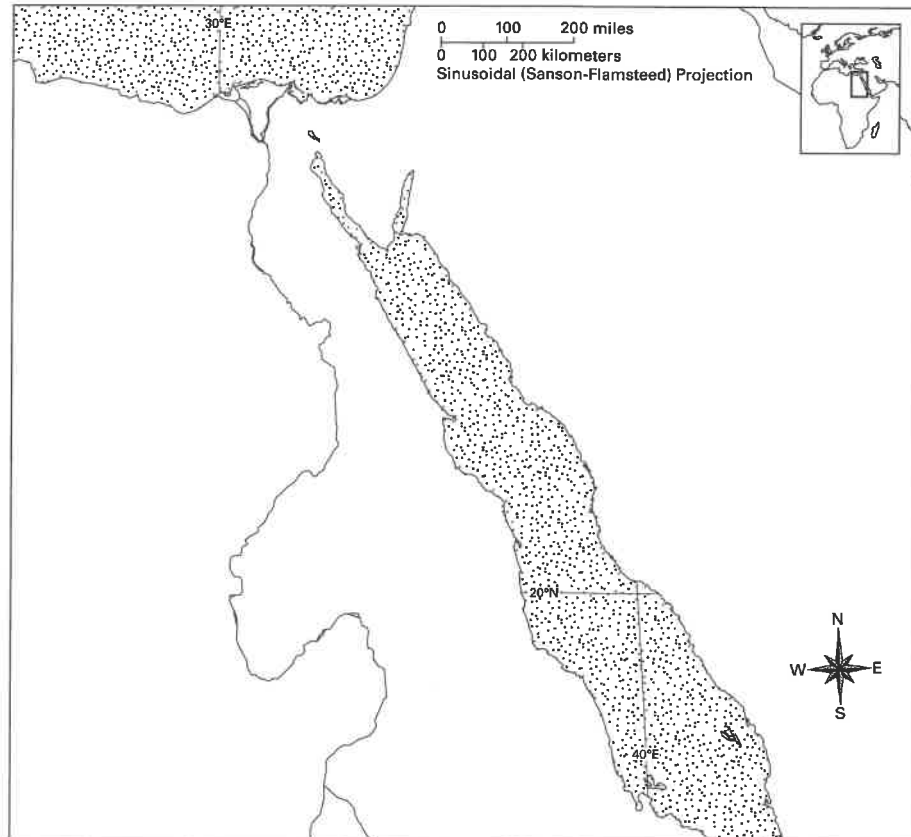 30°E
0 100 200 miles
0 100 200 kilometers
Sinusoidal (Sanson-Flamsteed) Projection
20°N
N
W E
S
40°E